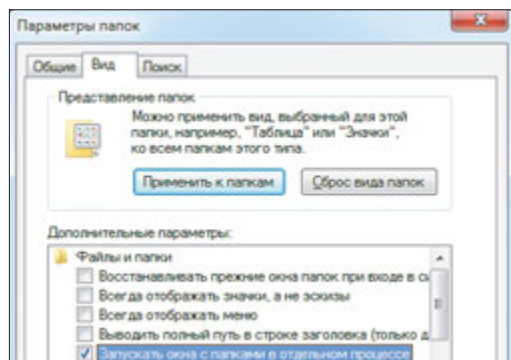 Параметры папок
Общие Вид Поиск
Представление папок
Можно применить вид, выбранный для этой
папки, например, "Таблица" или "Значки",
ко всем папкам этого типа.
Применить к папкам Сброс вида папок
Дополнительные параметры:
Файлы и папки
Восстанавливать прежние окна папок при входе в
Всегда отображать значки, а не эскизы
Всегда отображать меню
Выводить полный путь в строке заголовка (только
Запускать окна с папками в отдельном процессе